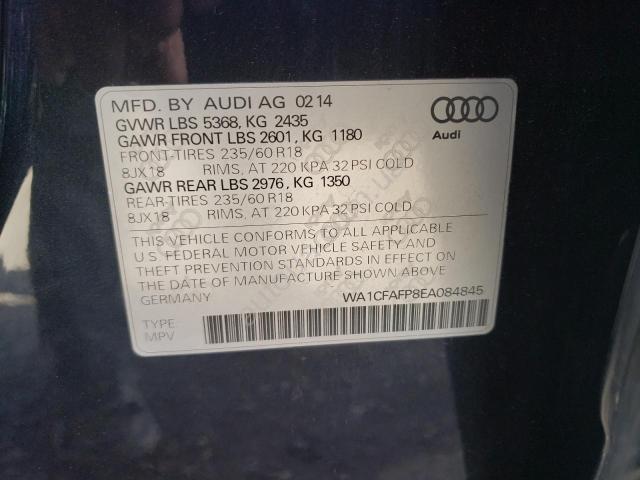 MFD. BY AUDI AG 02 14
GVWR LBS 5368, KG 2435
GAWR FRONT LBS 2601, KG 1180
FRONT-TIRES 235/60 R18
8JX18 RIMS, AT 220 KPA 32 PSI COLD
GAWR REAR LBS 2976, KG 1350
REAR-TIRES 235/60 R18
8JX18 RIMS, AT 220 KPA 32 PSI COLD
Audi
THIS VEHICLE CONFORMS TO ALL APPLICABLE
U.S. FEDERAL MOTOR VEHICLE SAFETY AND
THEFT PREVENTION STANDARDS IN EFFECT ON
THE DATE OF MANUFACTURE SHOWN ABOVE
GERMANY
WA1CFAFP8EA084845
TYPE:
MPV